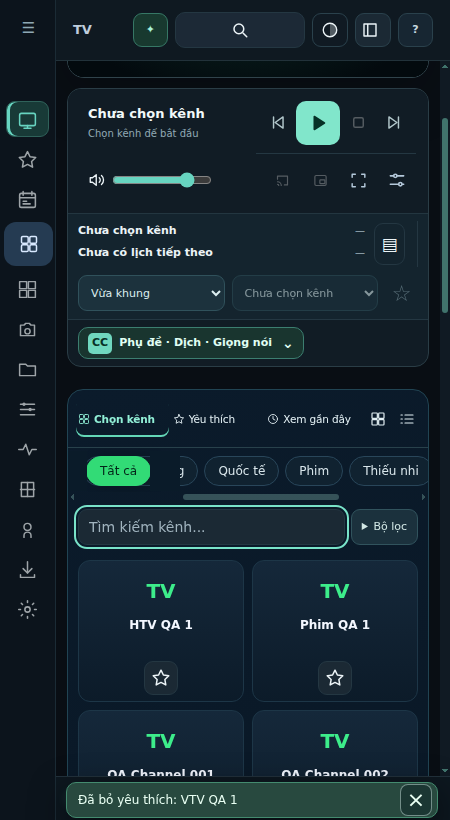 TV
?
Chưa chọn kênh
Chọn kênh để bắt đầu
Chưa chọn kênh —
Chưa có lịch tiếp theo —
Vừa khung Chưa chọn kênh
CC Phụ đề · Dịch · Giọng nói
Chọn kênh Yêu thích Xem gần đây
Tất cả g Quốc tế Phim Thiếu nhi
Tìm kiếm kênh... Bộ lọc
TV TV
HTV QA 1 Phim QA 1
TV TV
QA Channel 001 QA Channel 002
Đã bỏ yêu thích: VTV QA 1